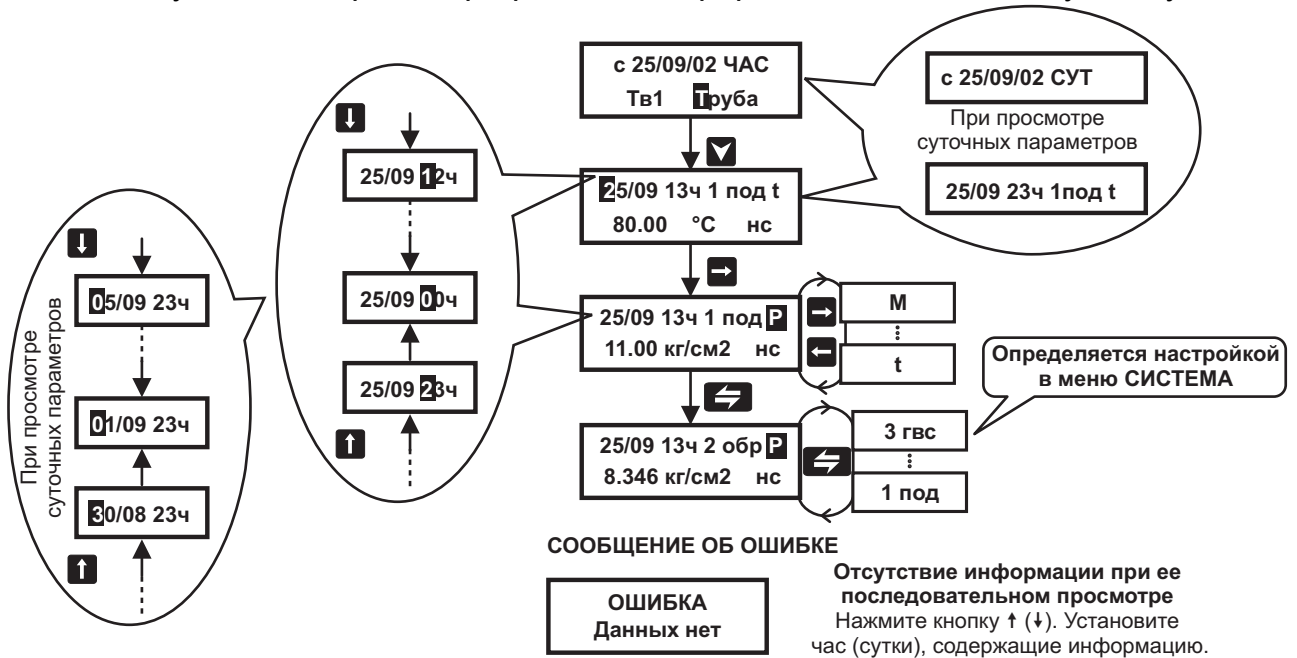 с 25/09/02 ЧАС
Тв1 Труба
с 25/09/02 СУТ
При просмотре
суточных параметров
25/09 23ч 1под t
25/09 13ч 1 под t
80.00 °С нс
25/09 12ч
25/09 00ч
25/09 23ч
При просмотре
суточных параметров
05/09 23ч
01/09 23ч
30/08 23ч
25/09 13ч 1 под P
11.00 кг/см2 нс
М
t
Определяется настройкой
в меню СИСТЕМА
25/09 13ч 2 обр P
8.346 кг/см2 нс
3 гвс
1 под
СООБЩЕНИЕ ОБ ОШИБКЕ
ОШИБКА
Данных нет
Отсутствие информации при ее
последовательном просмотре
Нажмите кнопку ↑ (↓). Установите
час (сутки), содержащие информацию.